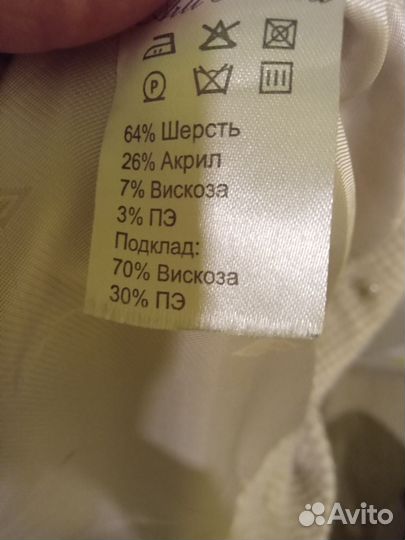 P
64% Шерсть
26% Акрил
7% Вискоза
3% ПЭ
Подклад:
70% Вискоза
30% ПЭ
Avito